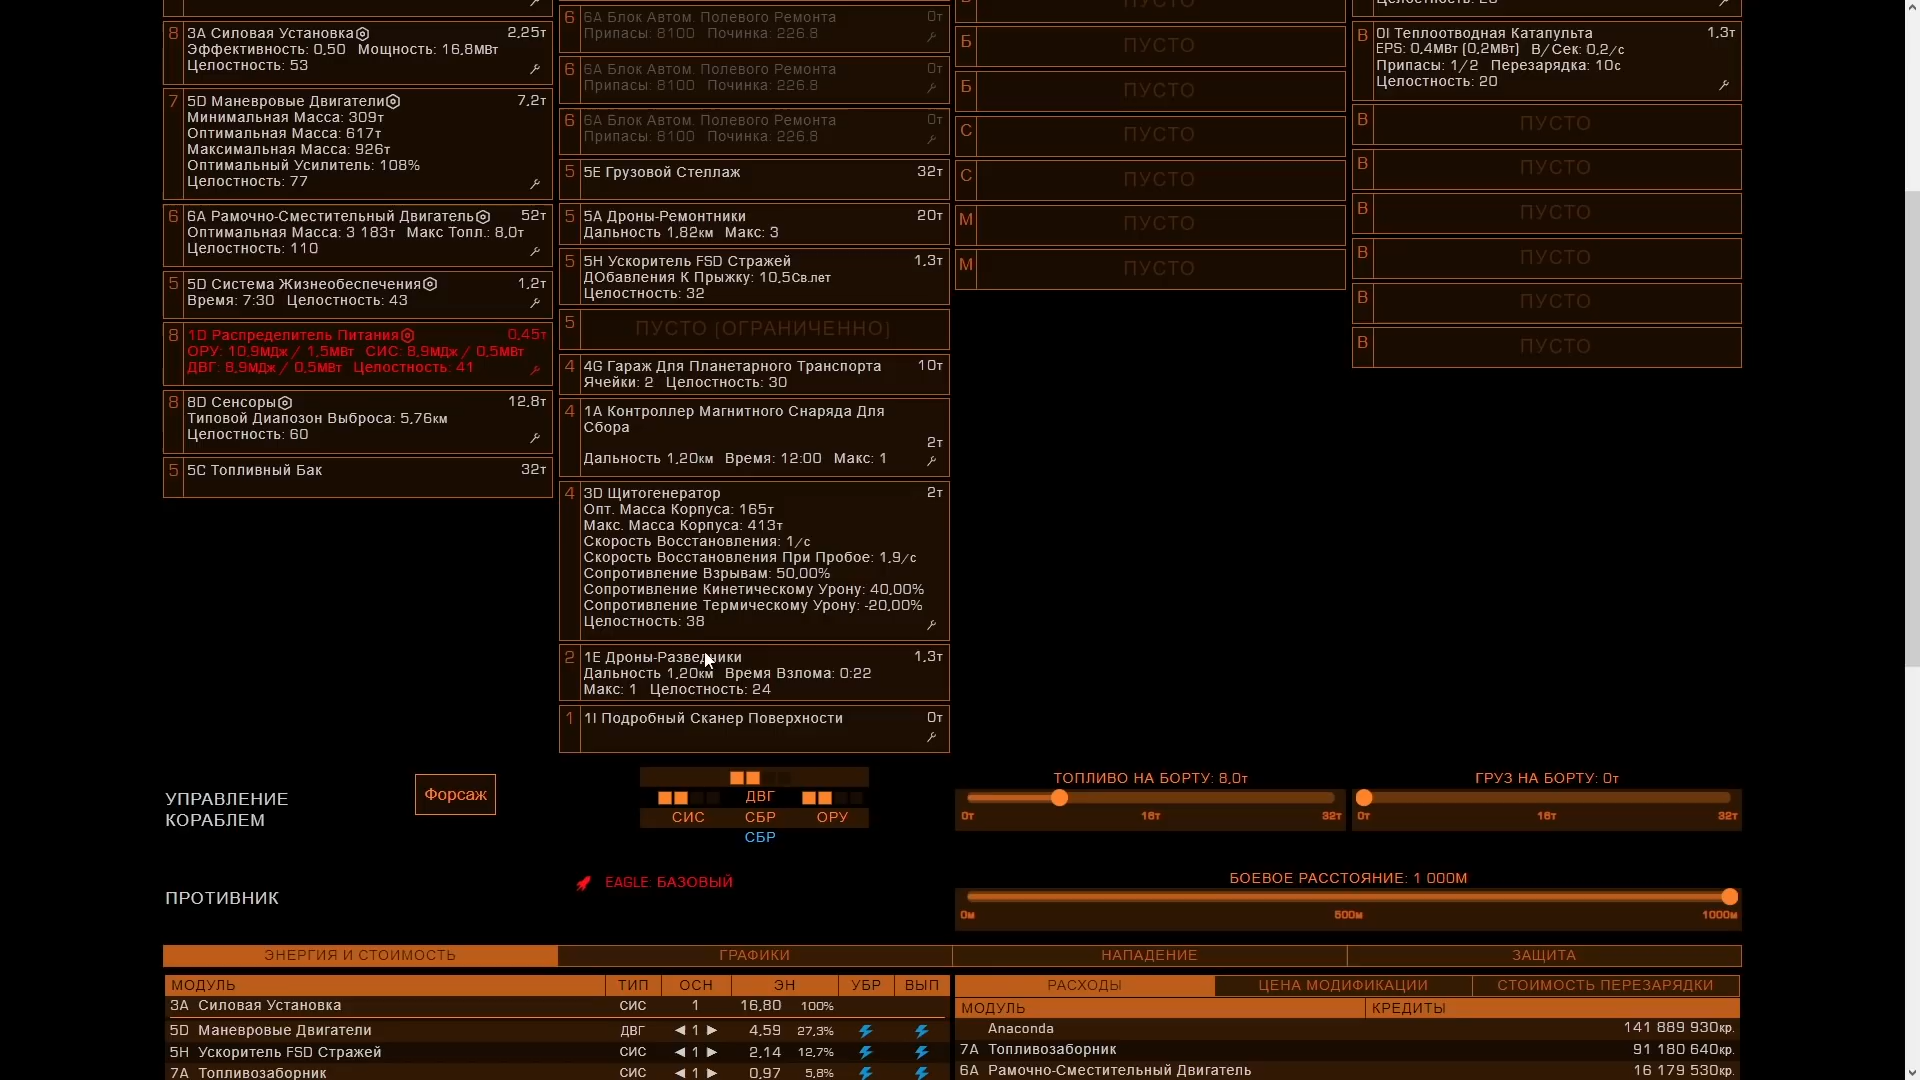 8 3A Силовая Установка 2,25т
Эффективность: 0,50 Мощность: 16,8МВт
Целостность: 53
7 5D Маневровые Двигатели 7,2т
Минимальная Масса: 309т
Оптимальная Масса: 617т
Максимальная Масса: 926т
Оптимальный Усилитель: 108%
Целостность: 77
6 6A Рамочно-Сместительный Двигатель 52т
Оптимальная Масса: 3 183т Макс Топл.: 8,0т
Целостность: 110
5 5D Система Жизнеобеспечения 1,2т
Время: 7:30 Целостность: 43
8 1D Распределитель Питания 0,45т
ОРУ: 10,9МДж / 1,5МВт СИС: 8,9МДж / 0,5МВт
ДВГ: 8,9МДж / 0,5МВт Целостность: 41
8 8D Сенсоры 12,8т
Типовой Диапозон Выброса: 5,76км
Целостность: 60
5 5C Топливный Бак 32т
6 6A Блок Автом. Полевого Ремонта 0т
Припасы: 8100 Починка: 226.8
6 6A Блок Автом. Полевого Ремонта 0т
Припасы: 8100 Починка: 226.8
6 6A Блок Автом. Полевого Ремонта 0т
Припасы: 8100 Починка: 226.8
5 5E Грузовой Стеллаж 32т
5 5A Дроны-Ремонтники 20т
Дальность 1,82км Макс: 3
5 5H Ускоритель FSD Стражей 1,3т
ДОбавления К Прыжку: 10,5Св.лет
Целостность: 32
5 ПУСТО (ОГРАНИЧЕННО)
4 4G Гараж Для Планетарного Транспорта 10т
Ячейки: 2 Целостность: 30
4 1A Контроллер Магнитного Снаряда Для
Сбора
2т
Дальность 1,20км Время: 12:00 Макс: 1
4 3D Щитогенератор 2т
Опт. Масса Корпуса: 165т
Макс. Масса Корпуса: 413т
Скорость Восстановления: 1/с
Скорость Восстановления При Пробое: 1,9/с
Сопротивление Взрывам: 50,00%
Сопротивление Кинетическому Урону: 40,00%
Сопротивление Термическому Урону: -20,00%
Целостность: 38
2 1E Дроны-Разведчики 1,3т
Дальность 1,20км Время Взлома: 0:22
Макс: 1 Целостность: 24
1 1I Подробный Сканер Поверхности 0т
Б ПУСТО
Б ПУСТО
С ПУСТО
С ПУСТО
М ПУСТО
М ПУСТО
В 0I Теплоотводная Катапульта 1,3т
EPS: 0,4МВт (0,2МВт) В/Сек: 0,2/с
Припасы: 1/2 Перезарядка: 10с
Целостность: 20
В ПУСТО
В ПУСТО
В ПУСТО
В ПУСТО
В ПУСТО
В ПУСТО
УПРАВЛЕНИЕ
КОРАБЛЕМ
Форсаж
ДВГ
СИС СБР ОРУ
СБР
ТОПЛИВО НА БОРТУ: 8,0т
0т 16т 32т
ГРУЗ НА БОРТУ: 0т
0т 16т 32т
ПРОТИВНИК
EAGLE: БАЗОВЫЙ
БОЕВОЕ РАССТОЯНИЕ: 1 000М
0м 500м 1000м
ЭНЕРГИЯ И СТОИМОСТЬ ГРАФИКИ НАПАДЕНИЕ ЗАЩИТА
МОДУЛЬ ТИП ОСН ЭН УБР ВЫП
3A Силовая Установка СИС 1 16,80 100%
5D Маневровые Двигатели ДВГ ◀ 1 ▶ 4,59 27,3%
5H Ускоритель FSD Стражей СИС ◀ 1 ▶ 2,14 12,7%
7A Топливозаборник СИС ◀ 1 ▶ 0,97 5,8%
РАСХОДЫ ЦЕНА МОДИФИКАЦИИ СТОИМОСТЬ ПЕРЕЗАРЯДКИ
МОДУЛЬ КРЕДИТЫ
Anaconda 141 889 930кр.
7A Топливозаборник 91 180 640кр.
6A Рамочно-Сместительный Двигатель 16 179 530кр.